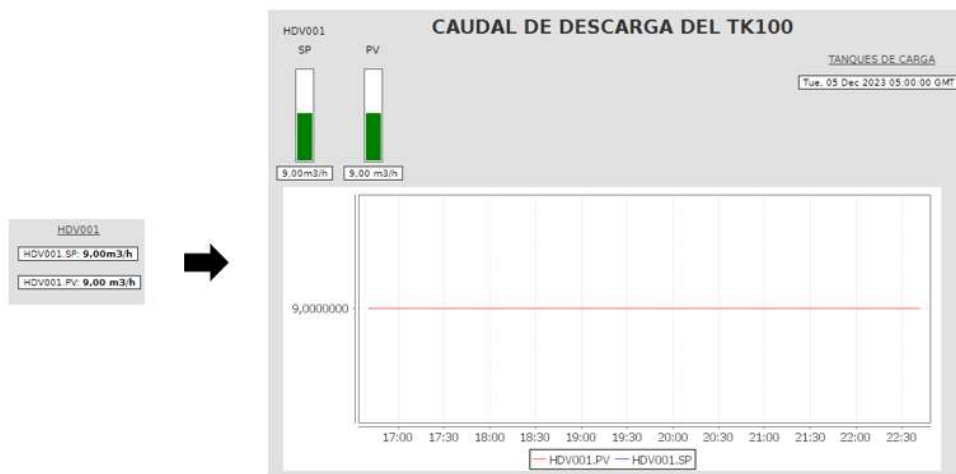 HDV001
HDV001.SP: 9,00m3/h
HDV001.PV: 9,00 m3/h
CAUDAL DE DESCARGA DEL TK100
HDV001
SP PV
TANQUES DE CARGA
Tue, 05 Dec 2023 05:00:00 GMT
9,00m3/h 9,00 m3/h
9,0000000
17:00 17:30 18:00 18:30 19:00 19:30 20:00 20:30 21:00 21:30 22:00 22:30
HDV001.PV HDV001.SP